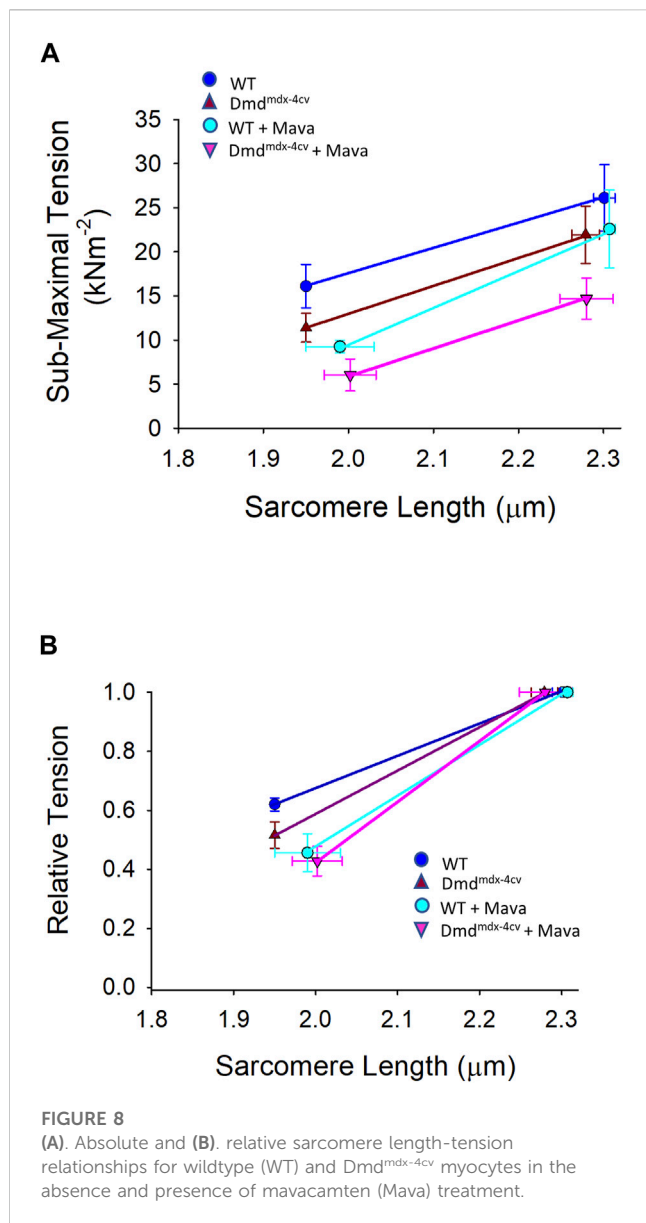 A
WT
Dmd^mdx-4cv
WT + Mava
Dmd^mdx-4cv + Mava
Sub-Maximal Tension
(kNm^-2)
35
30
25
20
15
10
5
0
1.8 1.9 2.0 2.1 2.2 2.3
Sarcomere Length (μm)
B
Relative Tension
1.0
0.8
0.6
0.4
0.2
0.0
WT
Dmd^mdx-4cv
WT + Mava
Dmd^mdx-4cv + Mava
1.8 1.9 2.0 2.1 2.2 2.3
Sarcomere Length (μm)
FIGURE 8
(A). Absolute and (B). relative sarcomere length-tension
relationships for wildtype (WT) and Dmd^mdx-4cv myocytes in the
absence and presence of mavacamten (Mava) treatment.